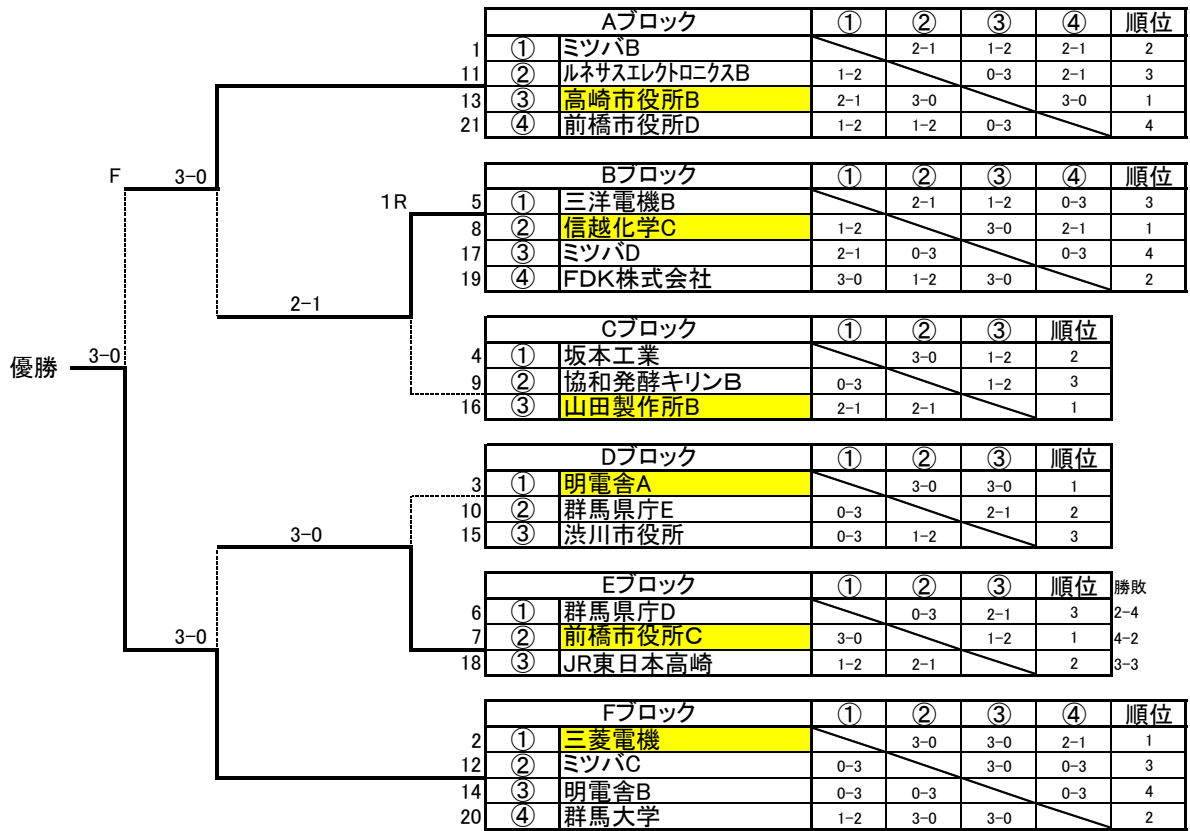 Aブロック ① ② ③ ④ 順位
1 ① ミツバB 2-1 1-2 2-1 2
11 ② ルネサスエレクトロニクスB 1-2 0-3 2-1 3
13 ③ 高崎市役所B 2-1 3-0 3-0 1
21 ④ 前橋市役所D 1-2 1-2 0-3 4
F 3-0
Bブロック ① ② ③ ④ 順位
1R
5 ① 三洋電機B 2-1 1-2 0-3 3
8 ② 信越化学C 1-2 3-0 2-1 1
17 ③ ミツバD 2-1 0-3 0-3 4
19 ④ FDK株式会社 3-0 1-2 3-0 2
2-1
Cブロック ① ② ③ 順位
4 ① 坂本工業 3-0 1-2 2
9 ② 協和発酵キリンB 0-3 1-2 3
16 ③ 山田製作所B 2-1 2-1 1
優勝 3-0
Dブロック ① ② ③ 順位
3 ① 明電舎A 3-0 3-0 1
10 ② 群馬県庁E 0-3 2-1 2
15 ③ 渋川市役所 0-3 1-2 3
3-0
Eブロック ① ② ③ 順位 勝敗
6 ① 群馬県庁D 0-3 2-1 3 2-4
7 ② 前橋市役所C 3-0 1-2 1 4-2
18 ③ JR東日本高崎 1-2 2-1 2 3-3
3-0
Fブロック ① ② ③ ④ 順位
2 ① 三菱電機 3-0 3-0 2-1 1
12 ② ミツバC 0-3 3-0 0-3 3
14 ③ 明電舎B 0-3 0-3 0-3 4
20 ④ 群馬大学 1-2 3-0 3-0 2